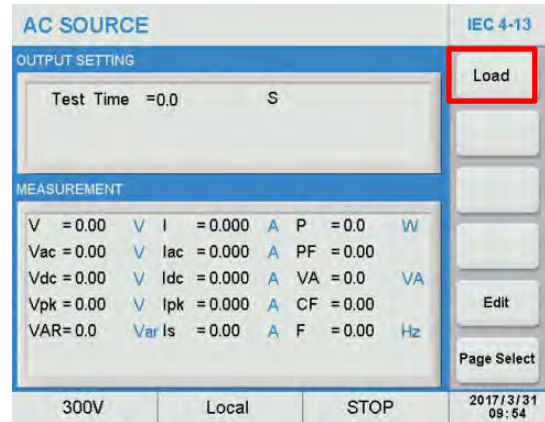 AC SOURCE IEC 4-13
OUTPUT SETTING
Load
Test Time =0.0 S
MEASUREMENT
V = 0.00 V I = 0.000 A P = 0.0 W
Vac = 0.00 V Iac = 0.000 A PF = 0.00
Vdc = 0.00 V Idc = 0.000 A VA = 0.0 VA
Vpk = 0.00 V Ipk = 0.000 A CF = 0.00
VAR= 0.0 Var Is = 0.00 A F = 0.00 Hz
Edit
Page Select
300V Local STOP 2017/3/31
09:54